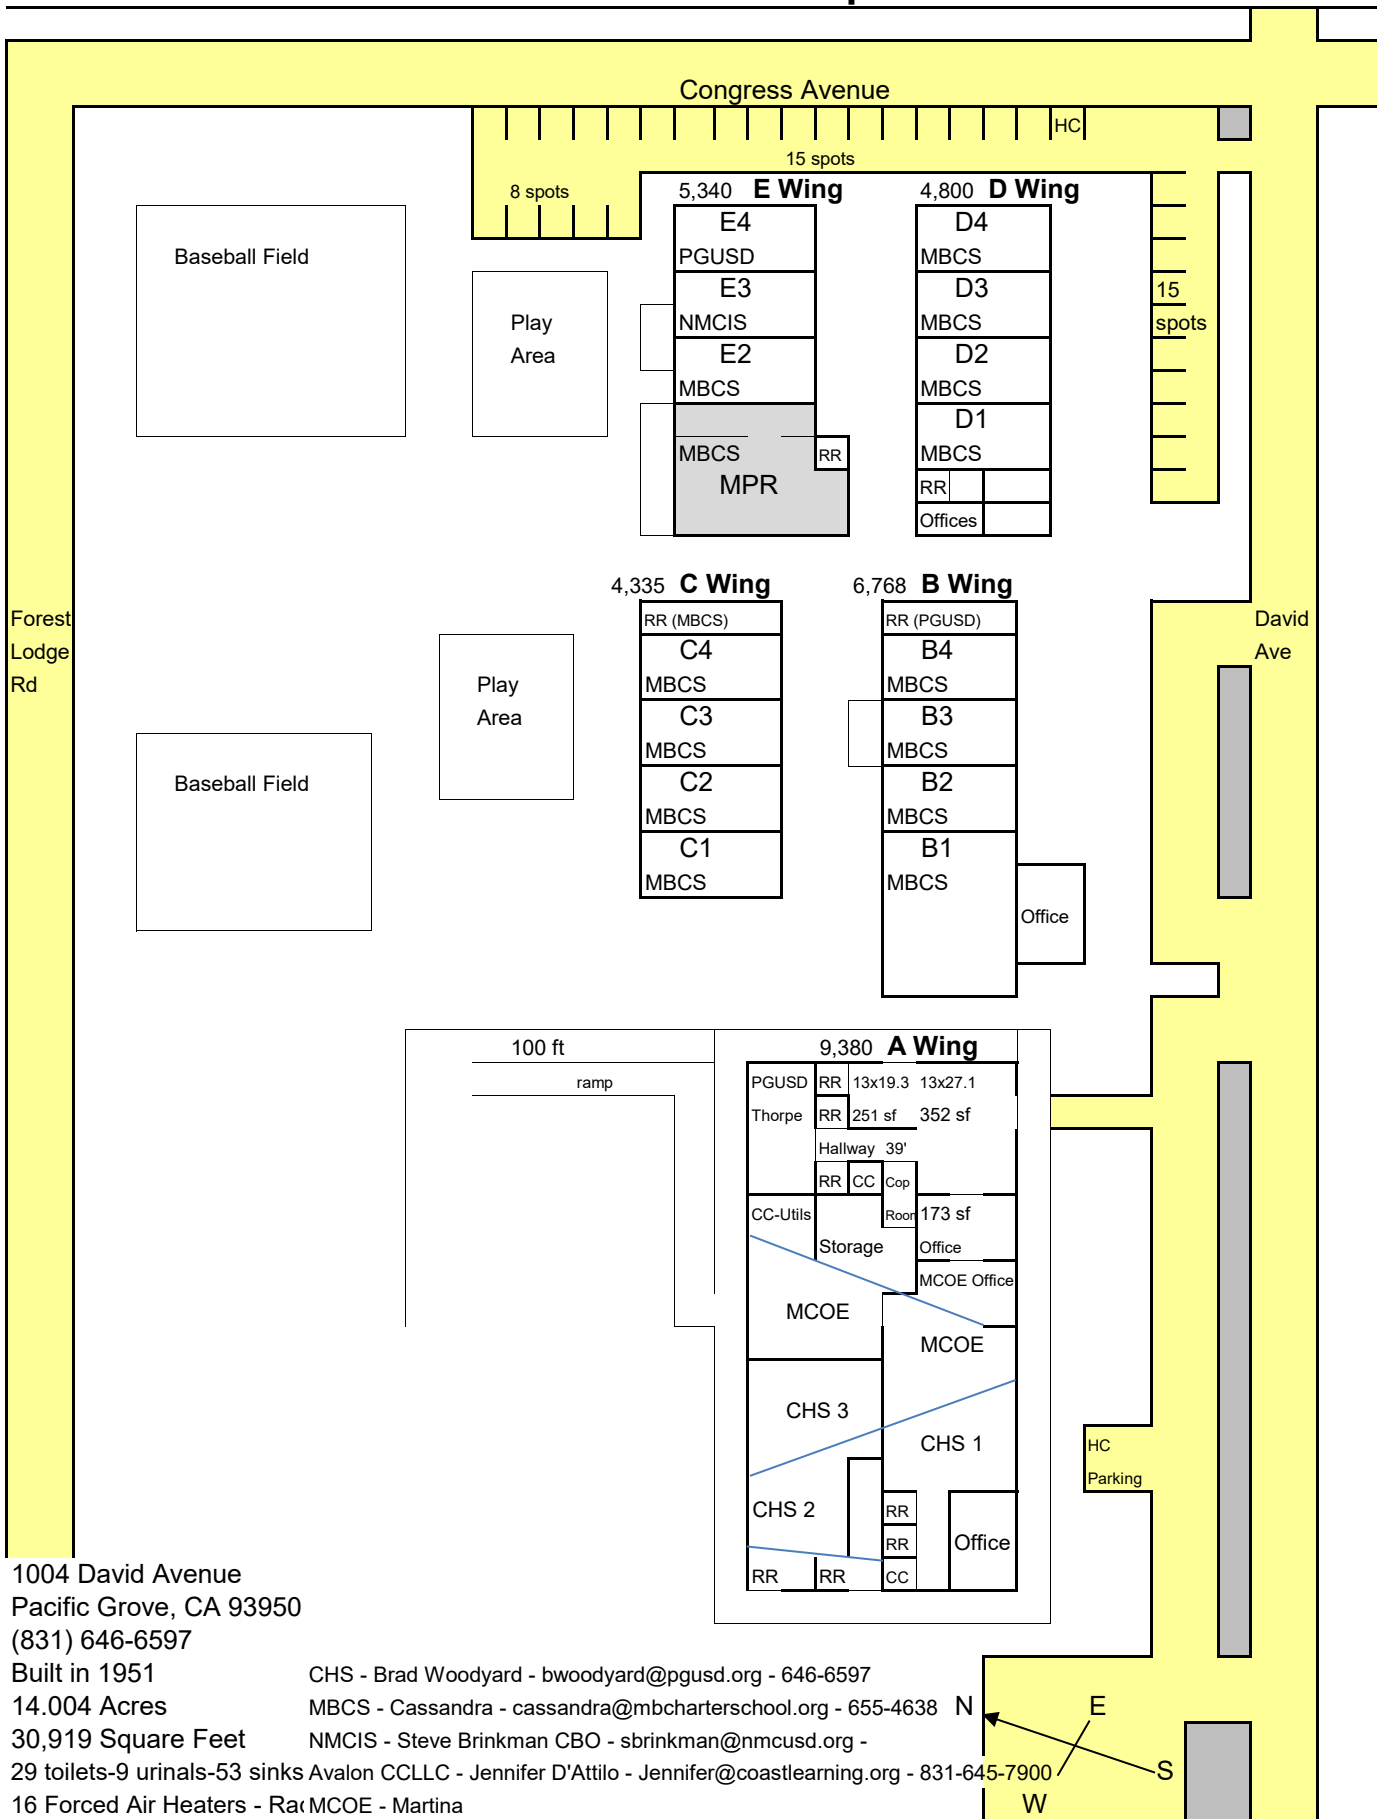 Congress Avenue
HC
15 spots
8 spots
5,340 E Wing
4,800 D Wing
E4
PGUSD
E3
NMCIS
E2
MBCS
MBCS
RR
MPR
D4
MBCS
D3
MBCS
D2
MBCS
D1
MBCS
RR
Offices
15
spots
Baseball Field
Play
Area
4,335 C Wing
6,768 B Wing
RR (MBCS)
C4
MBCS
C3
MBCS
C2
MBCS
C1
MBCS
RR (PGUSD)
B4
MBCS
B3
MBCS
B2
MBCS
B1
MBCS
Office
Forest
Lodge
Rd
David
Ave
Play
Area
Baseball Field
100 ft
ramp
9,380 A Wing
PGUSD RR 13x19.3 13x27.1
Thorpe RR 251 sf 352 sf
Hallway 39'
RR CC Cop
CC-Utils Room 173 sf
Storage Office
MCOE Office
MCOE
MCOE
CHS 3
CHS 1
HC
Parking
CHS 2
RR
RR
Office
RR RR CC
1004 David Avenue
Pacific Grove, CA 93950
(831) 646-6597
Built in 1951
CHS - Brad Woodyard - bwoodyard@pgusd.org - 646-6597
14.004 Acres
MBCS - Cassandra - cassandra@mbcharterschool.org - 655-4638
30,919 Square Feet
NMCIS - Steve Brinkman CBO - sbrinkman@nmcusd.org -
29 toilets-9 urinals-53 sinks
Avalon CCLLC - Jennifer D'Attilo - Jennifer@coastlearning.org - 831-645-7900
16 Forced Air Heaters -
MCOE - Martina
N
E
S
W